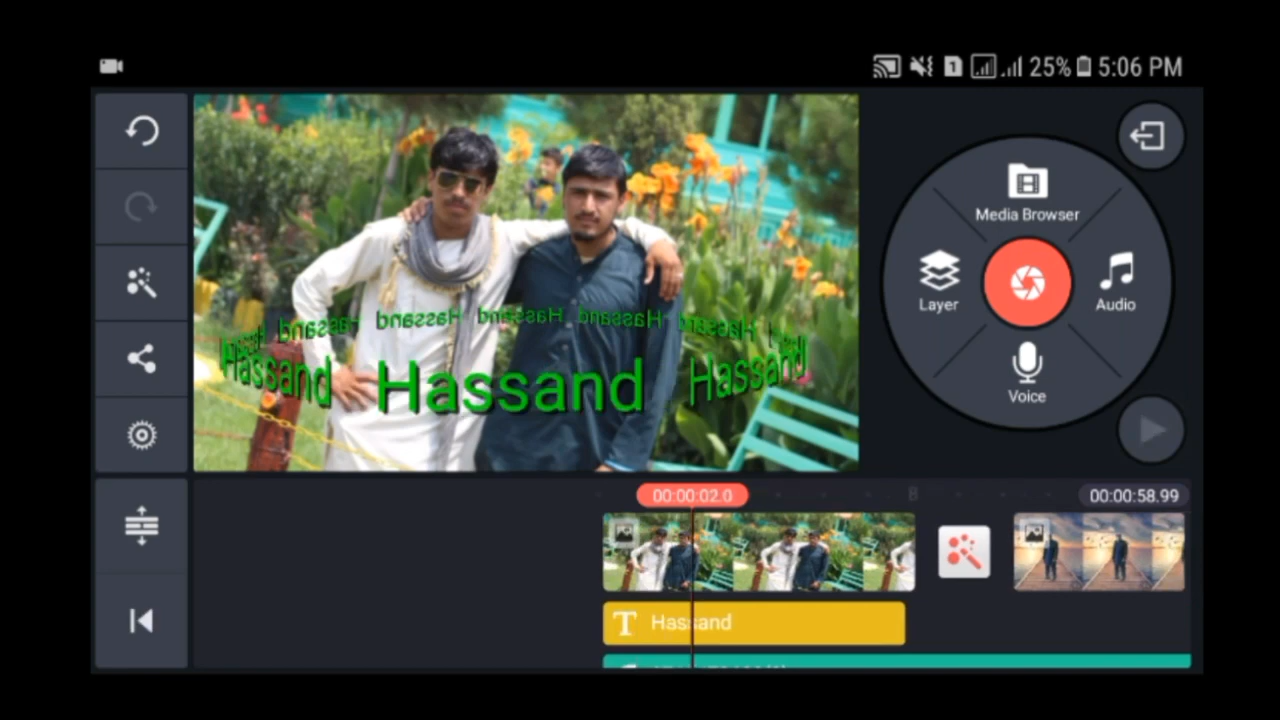 1 25% 5:06 PM
Media Browser
Layer
Audio
Voice
Hassand Hassand Hassand Hassand Hassand
Hassand Hassand Hassand
00:00:02.0
00:00:58.99
T Hassand